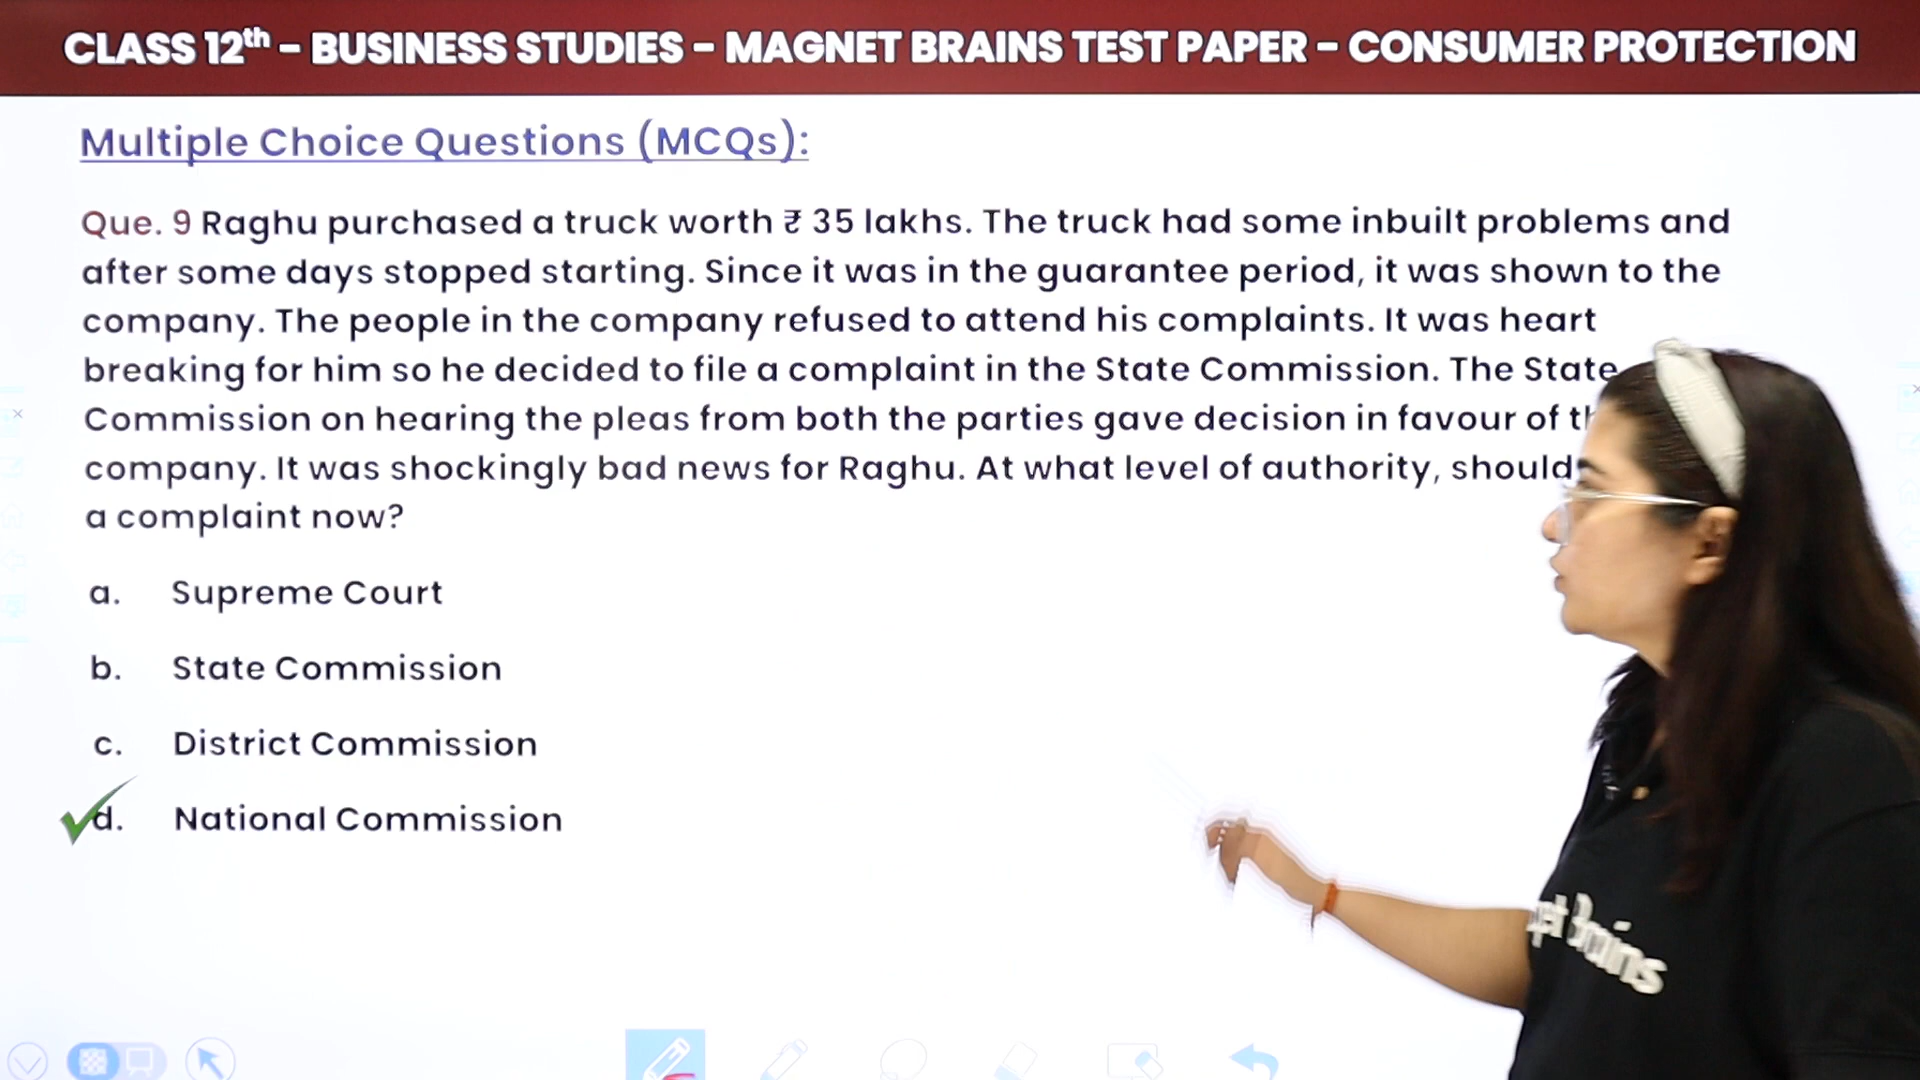 CLASS 12th – BUSINESS STUDIES – MAGNET BRAINS TEST PAPER – CONSUMER PROTECTION
Multiple Choice Questions (MCQs):
Que. 9 Raghu purchased a truck worth ₹ 35 lakhs. The truck had some inbuilt problems and
after some days stopped starting. Since it was in the guarantee period, it was shown to the
company. The people in the company refused to attend his complaints. It was heart
breaking for him so he decided to file a complaint in the State Commission. The State
Commission on hearing the pleas from both the parties gave decision in favour of
company. It was shockingly bad news for Raghu. At what level of authority, should
a complaint now?
a. Supreme Court
b. State Commission
c. District Commission
d. National Commission
Brains